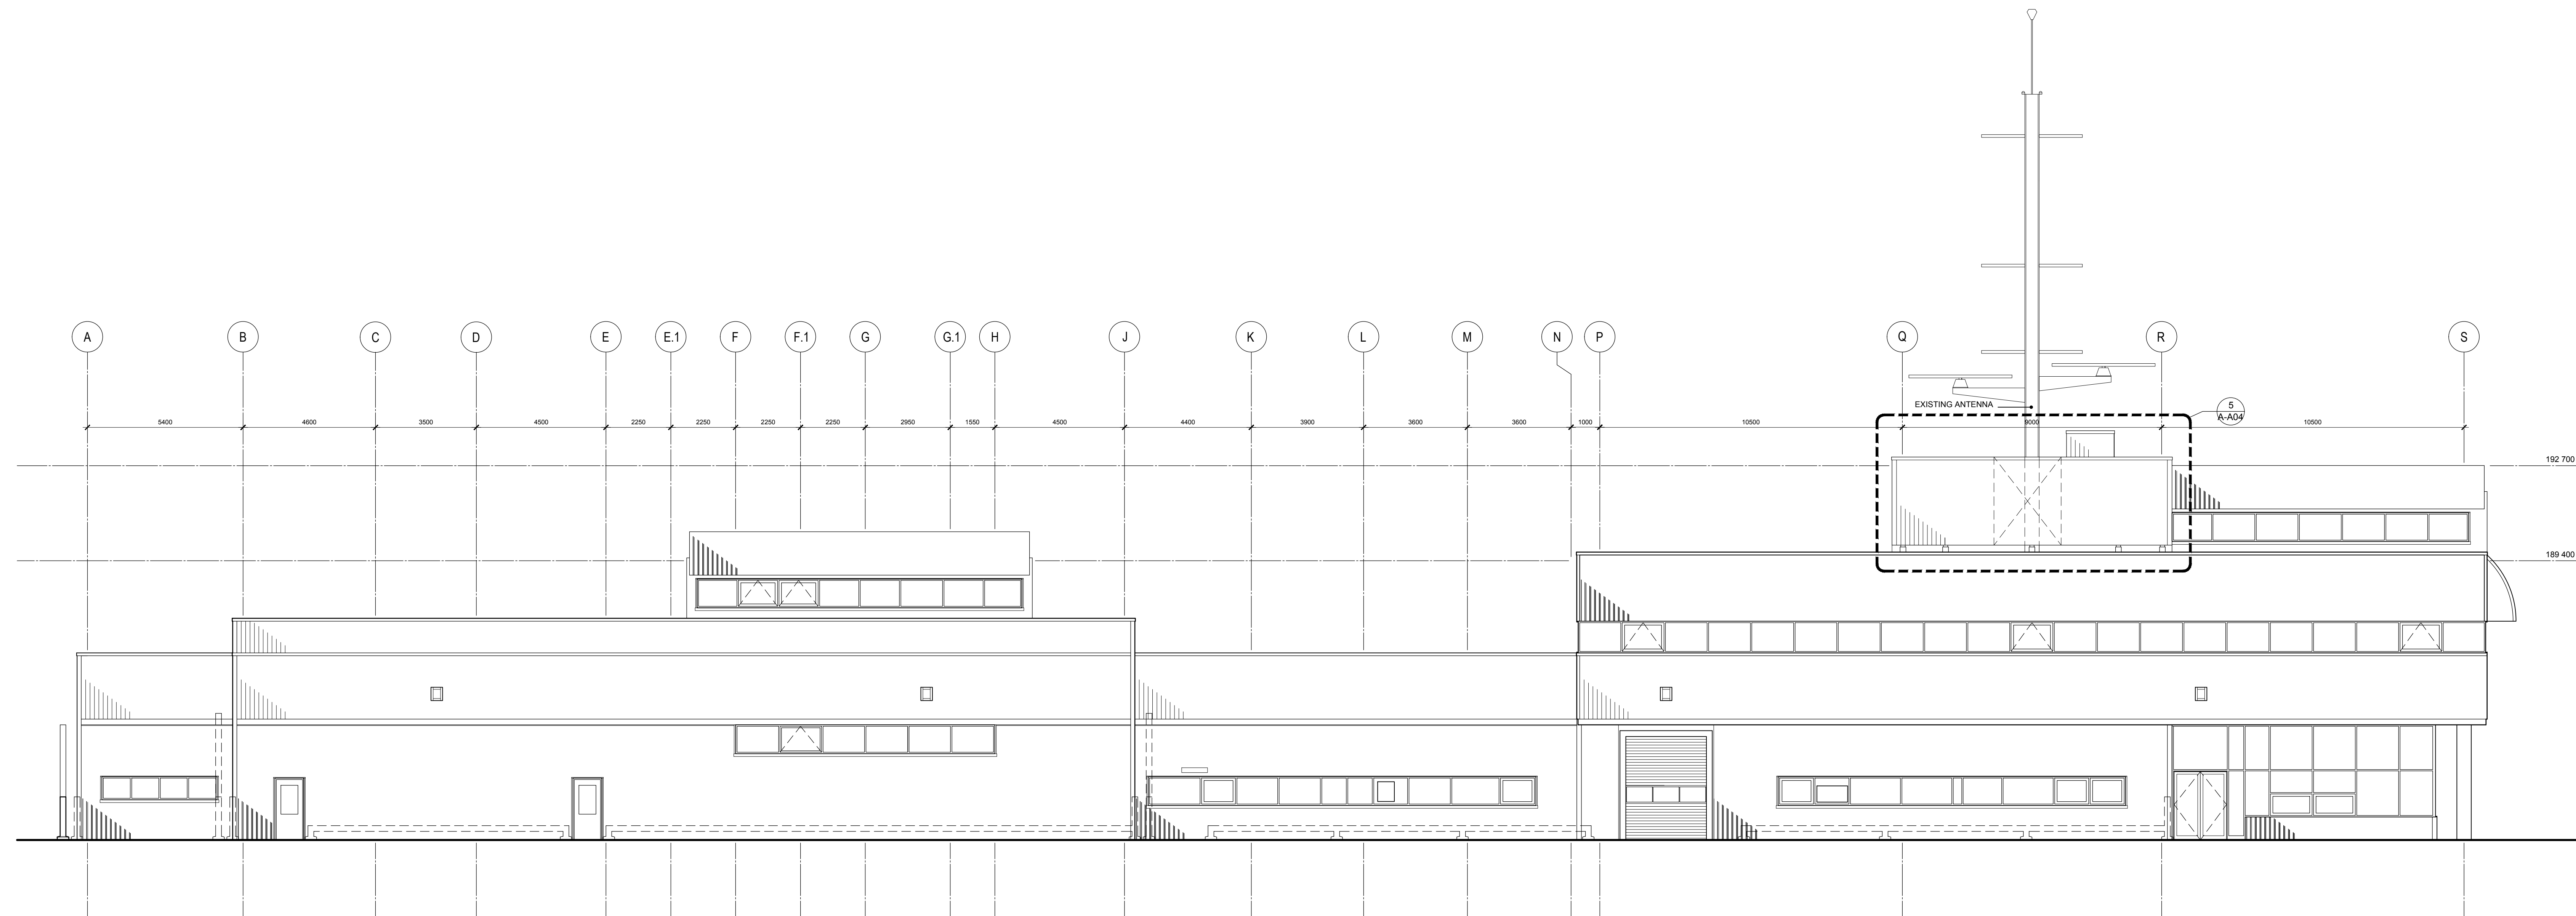 A B C D E E.1 F F.1 G G.1 H J K L M N P Q R S
EXISTING ANTENNA
5
A-A04
5400 4600 3500 4500 2250 2250 2250 2250 2950 1550 4500 4400 3900 3600 3600 1000 10500 9000 10500
192 700
189 400